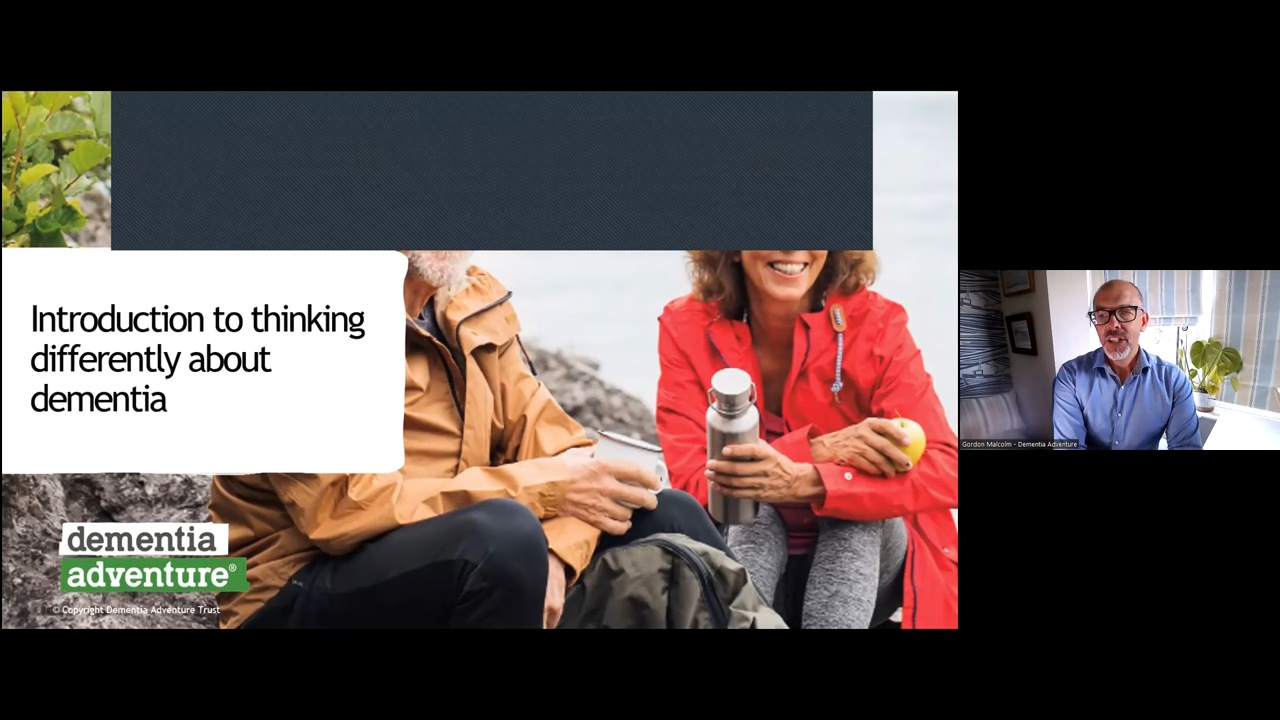 Introduction to thinking
differently about
dementia
dementia
adventure®
© Copyright Dementia Adventure Trust
Gordon Malcolm - Dementia Adventure